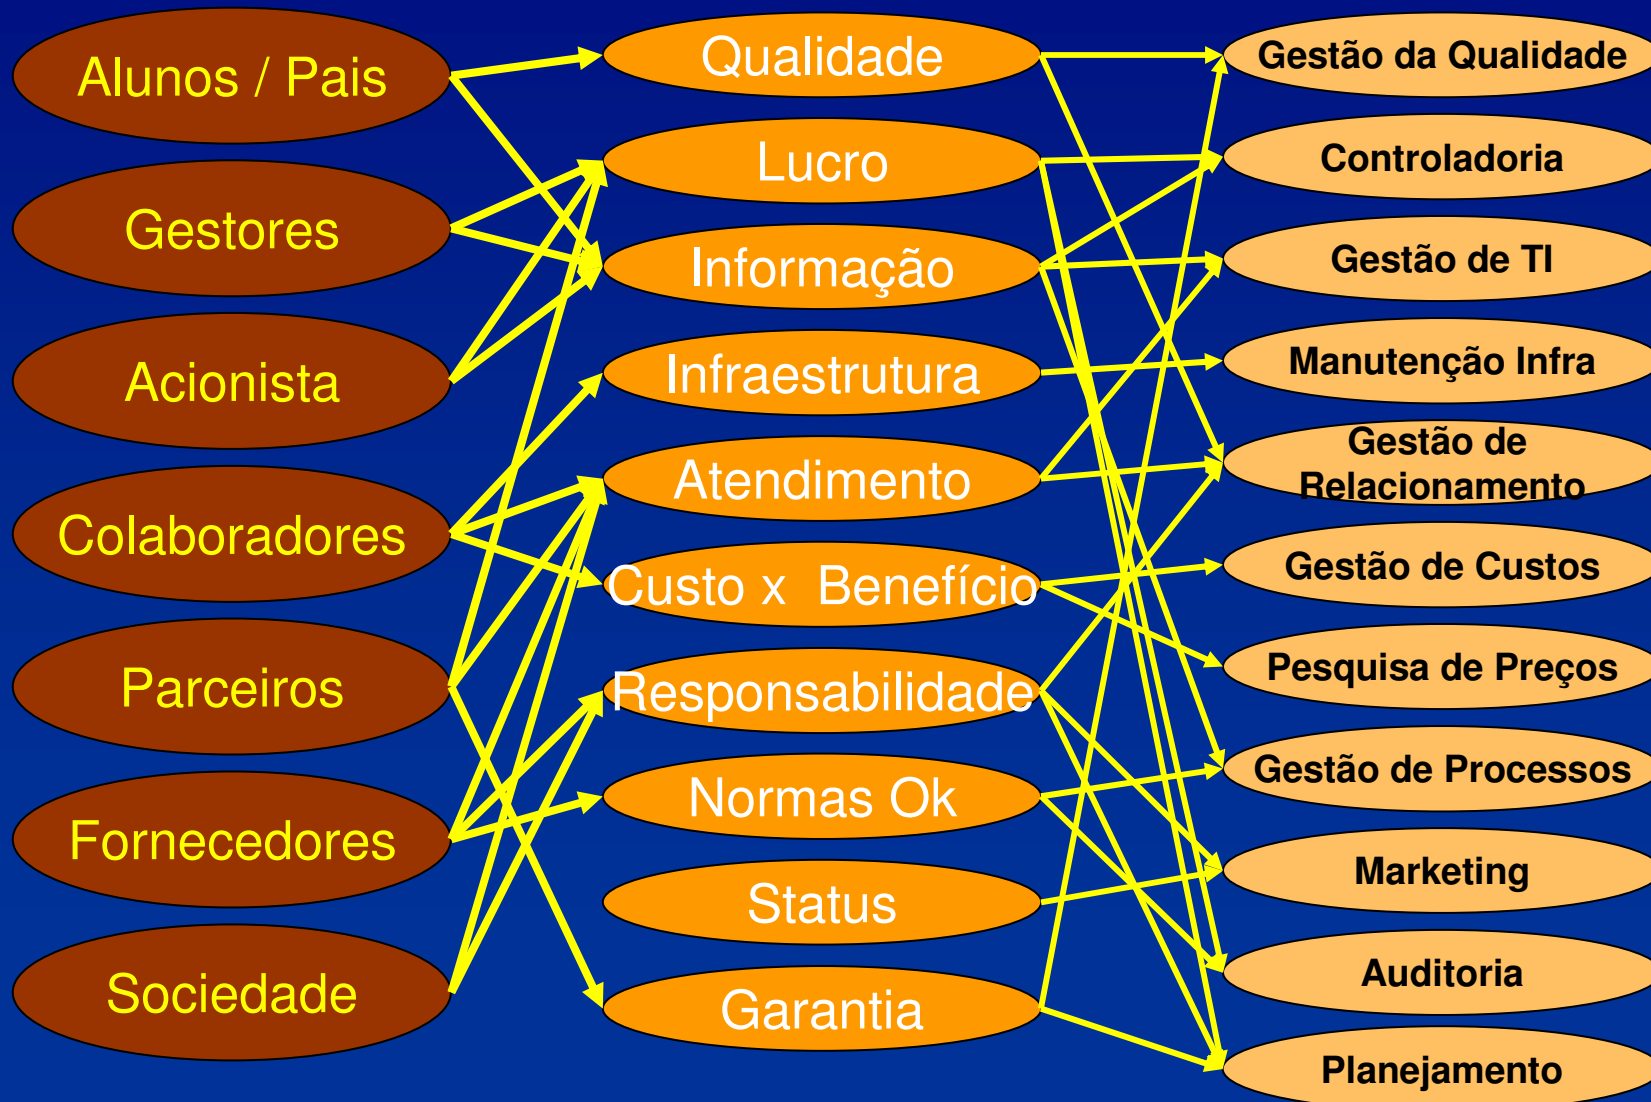 Alunos / Pais
Gestores
Acionista
Colaboradores
Parceiros
Fornecedores
Sociedade
Qualidade
Lucro
Informação
Infraestrutura
Atendimento
Custo x  Benefício
Responsabilidade
Normas Ok
Status
Garantia
Gestão da Qualidade
Controladoria
Gestão de TI
Manutenção Infra
Gestão de
Relacionamento
Gestão de Custos
Pesquisa de Preços
Gestão de Processos
Marketing
Auditoria
Planejamento